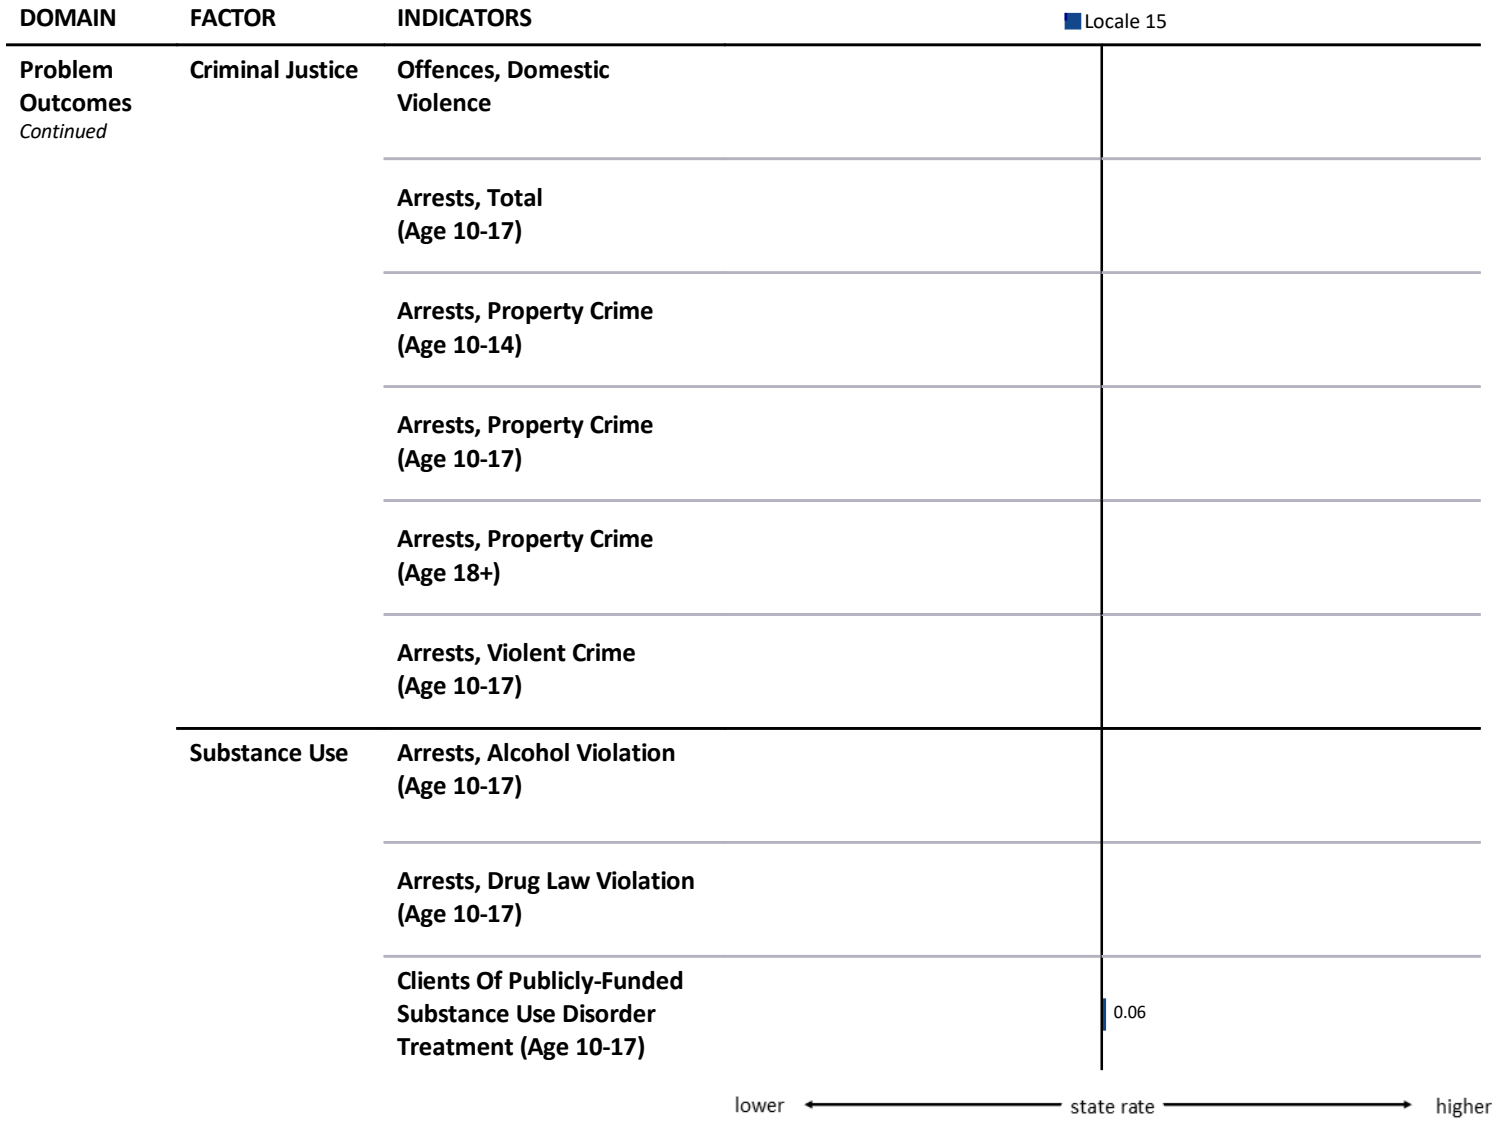 DOMAIN FACTOR INDICATORS Locale 15
Problem Outcomes
Continued
Criminal Justice
Offences, Domestic
Violence
Arrests, Total
(Age 10-17)
Arrests, Property Crime
(Age 10-14)
Arrests, Property Crime
(Age 10-17)
Arrests, Property Crime
(Age 18+)
Arrests, Violent Crime
(Age 10-17)
Substance Use
Arrests, Alcohol Violation
(Age 10-17)
Arrests, Drug Law Violation
(Age 10-17)
Clients Of Publicly-Funded
Substance Use Disorder
Treatment (Age 10-17)
0.06
lower state rate higher